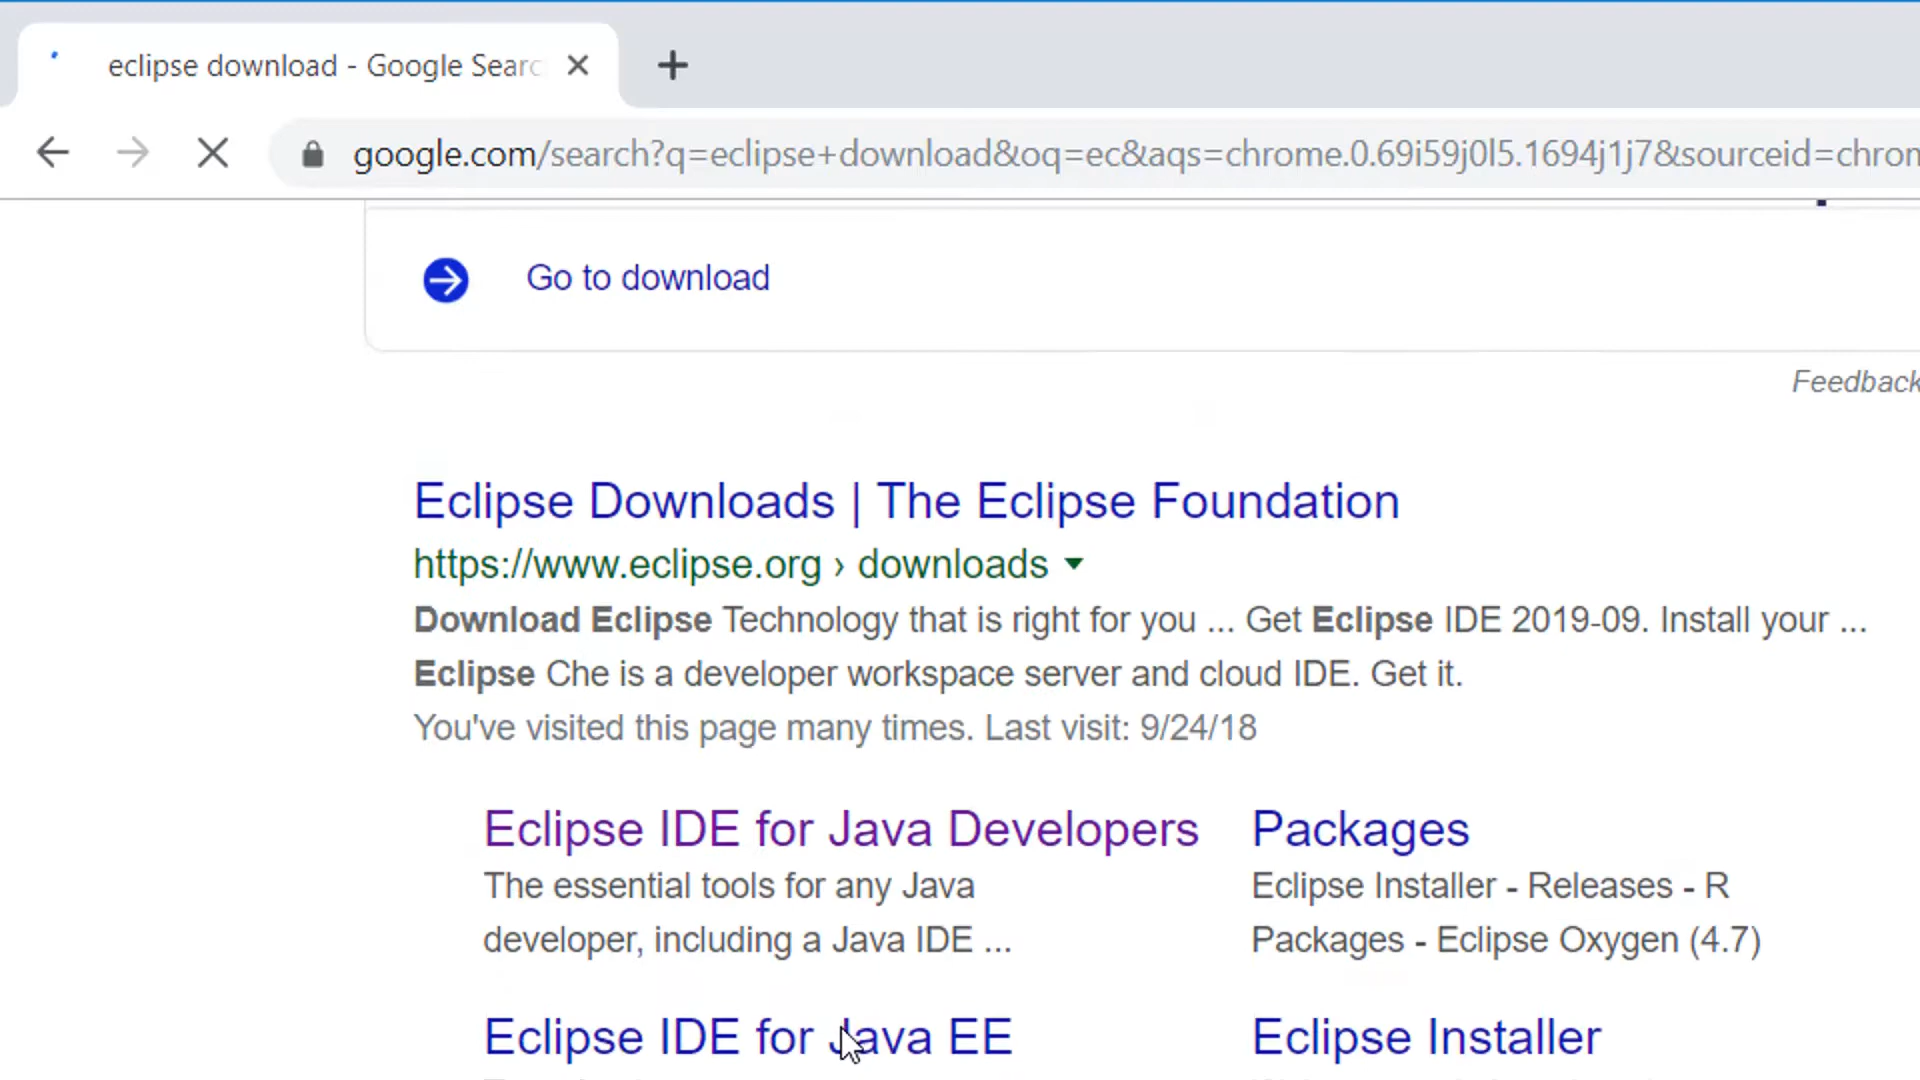 eclipse download - Google Searc
google.com/search?q=eclipse+download&oq=ec&aqs=chrome.0.69i59j0l5.1694j1j7&sourceid=chrom
Go to download
Feedback
Eclipse Downloads | The Eclipse Foundation
https://www.eclipse.org › downloads
Download Eclipse Technology that is right for you ... Get Eclipse IDE 2019-09. Install your ...
Eclipse Che is a developer workspace server and cloud IDE. Get it.
You've visited this page many times. Last visit: 9/24/18
Eclipse IDE for Java Developers
The essential tools for any Java
developer, including a Java IDE ...
Packages
Eclipse Installer - Releases - R
Packages - Eclipse Oxygen (4.7)
Eclipse IDE for Java EE
Eclipse Installer